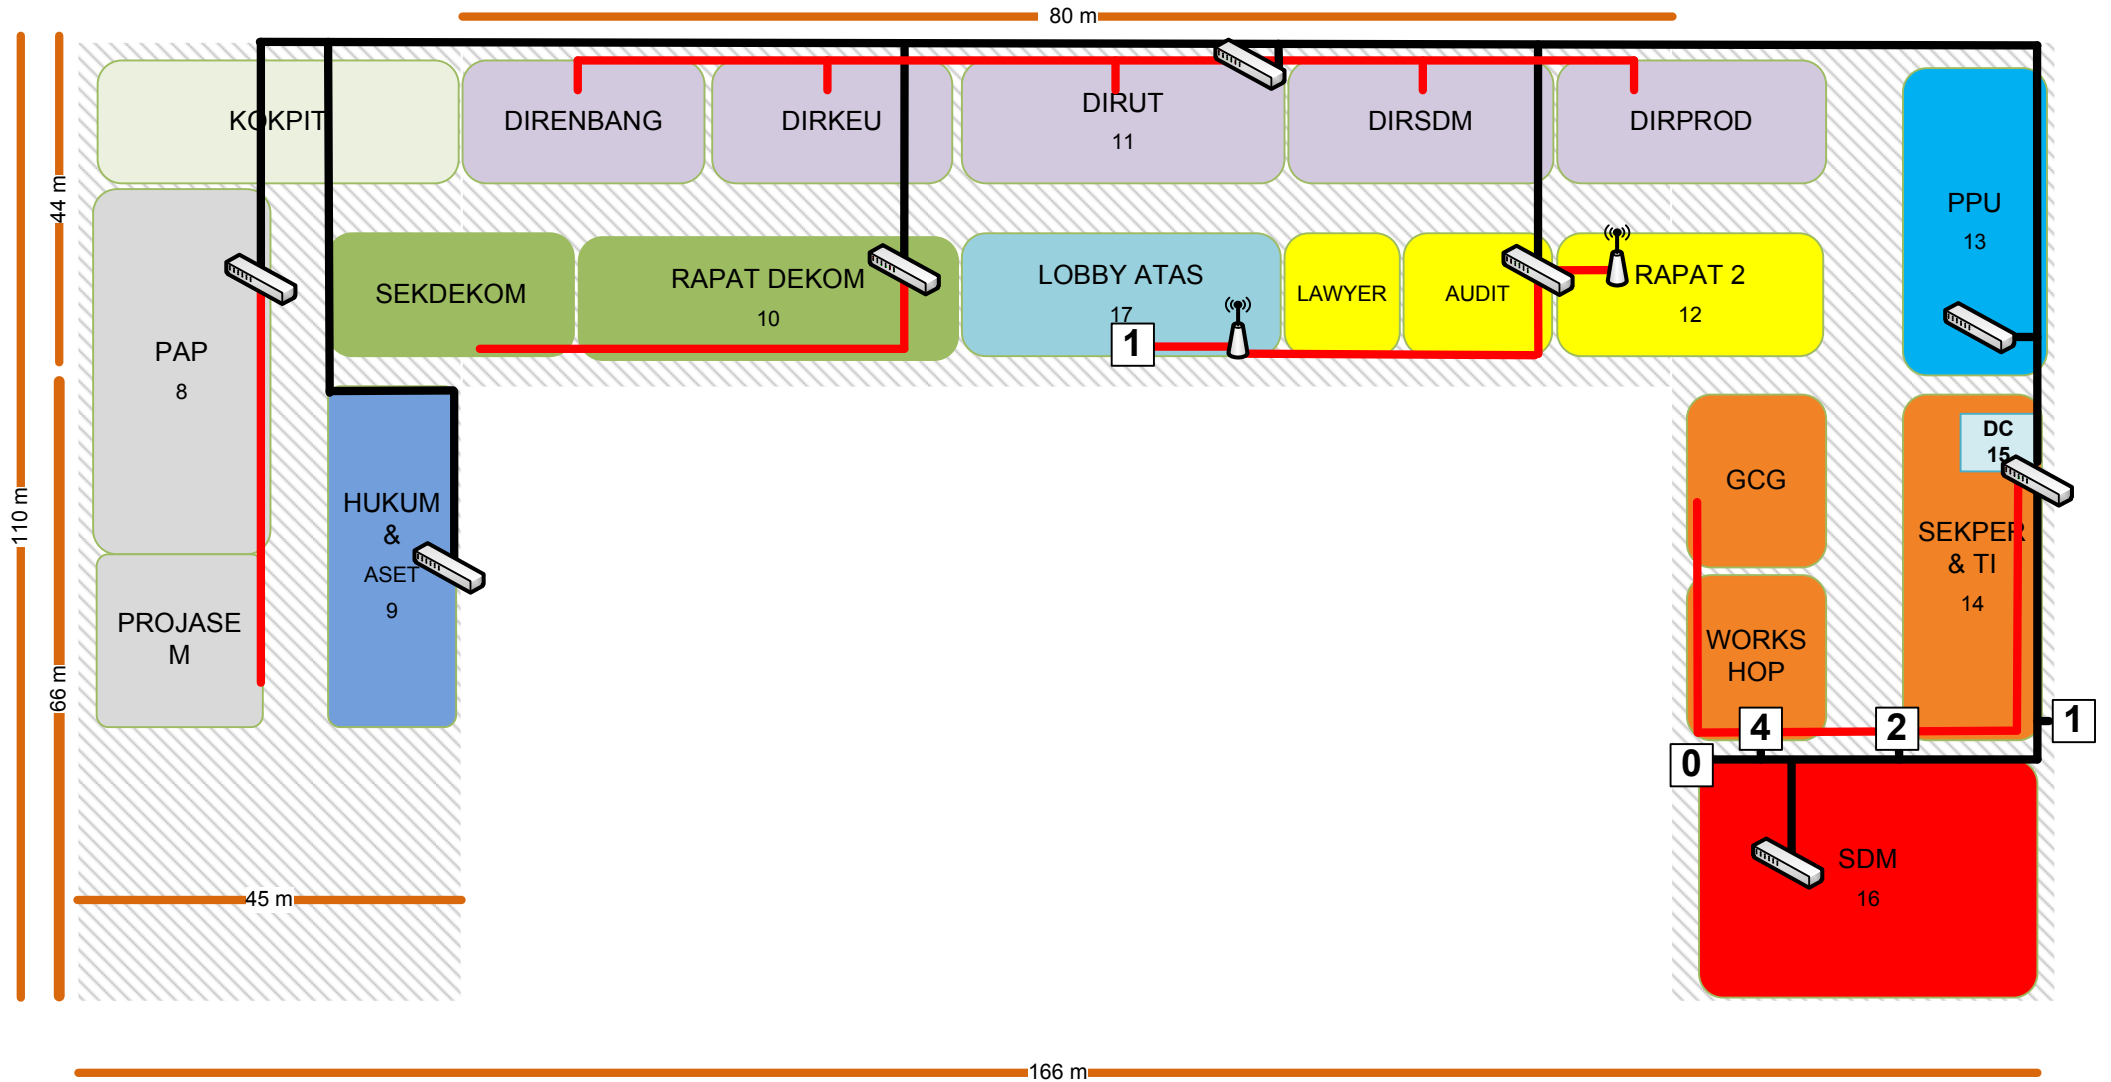 80 m
KOKPIT
DIRENBANG
DIRKEU
DIRUT
11
DIRSDM
DIRPROD
44 m
PPU
13
SEKDEKOM
RAPAT DEKOM
10
LOBBY ATAS
17
1
LAWYER
AUDIT
RAPAT 2
12
PAP
8
110 m
HUKUM
&
ASET
9
GCG
DC
15
SEKPER
& TI
14
PROJASE
M
66 m
WORKS
HOP
4
2
1
0
SDM
16
45 m
166 m